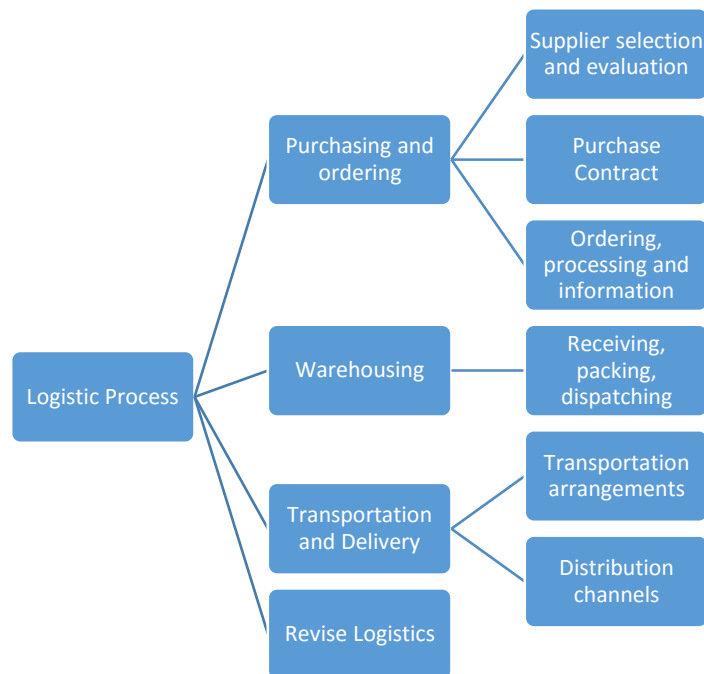 Logistic Process
Purchasing and
ordering
Supplier selection
and evaluation
Purchase
Contract
Ordering,
processing and
information
Warehousing
Receiving,
packing,
dispatching
Transportation
and Delivery
Transportation
arrangements
Distribution
channels
Revise Logistics